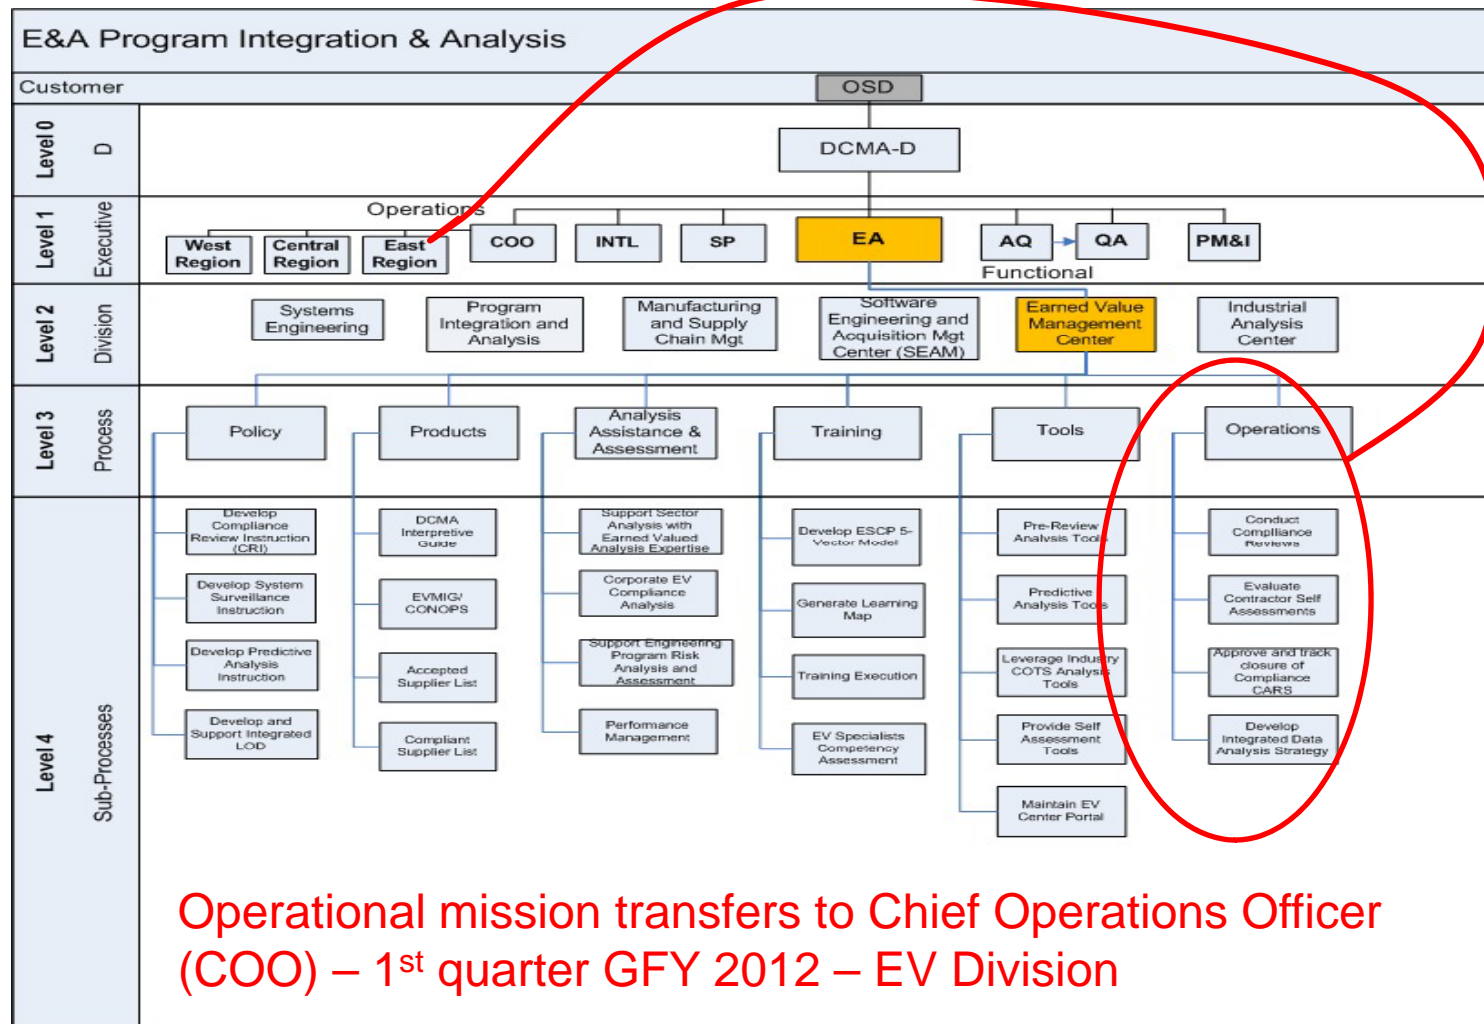 E&A Program Integration & Analysis
Customer
OSD
Level 0
D
DCMA-D
Level 1
Executive
Operations
West
Region
Central
Region
East
Region
COO
INTL
SP
EA
AQ
QA
PM&I
Functional
Level 2
Division
Systems
Engineering
Program
Integration and
Analysis
Manufacturing
and Supply
Chain Mgt
Software
Engineering and
Acquisition Mgt
Center (SEAM)
Earned Value
Management
Center
Industrial
Analysis
Center
Level 3
Process
Policy
Products
Analysis
Assistance &
Assessment
Training
Tools
Operations
Level 4
Sub-Processes
Develop
Compliance
Review Instruction
(CRI)
Develop System
Surveillance
Instruction
Develop Predictive
Analysis
Instruction
Develop and
Support Integrated
LOD
DCMA
Interpretive
Guide
EVMIG/
CONOPS
Accepted
Supplier List
Compliant
Supplier List
Support Sector
Analysis with
Earned Valued
Analysis Expertise
Corporate EV
Compliance
Analysis
Support Engineering
Program Risk
Analysis and
Assessment
Performance
Management
Develop ESCP 5-
Vector Model
Generate Learning
Map
Training Execution
EV Specialists
Competency
Assessment
Pre-Review
Analysis Tools
Predictive
Analysis Tools
Leverage Industry
COTS Analysis
Tools
Provide Self
Assessment
Tools
Maintain EV
Center Portal
Conduct
Compliance
Reviews
Evaluate
Contractor Self
Assessments
Approve and track
closure of
Compliance
CARS
Develop
Integrated Data
Analysis Strategy
Operational mission transfers to Chief Operations Officer
(COO) – 1st quarter GFY 2012 – EV Division